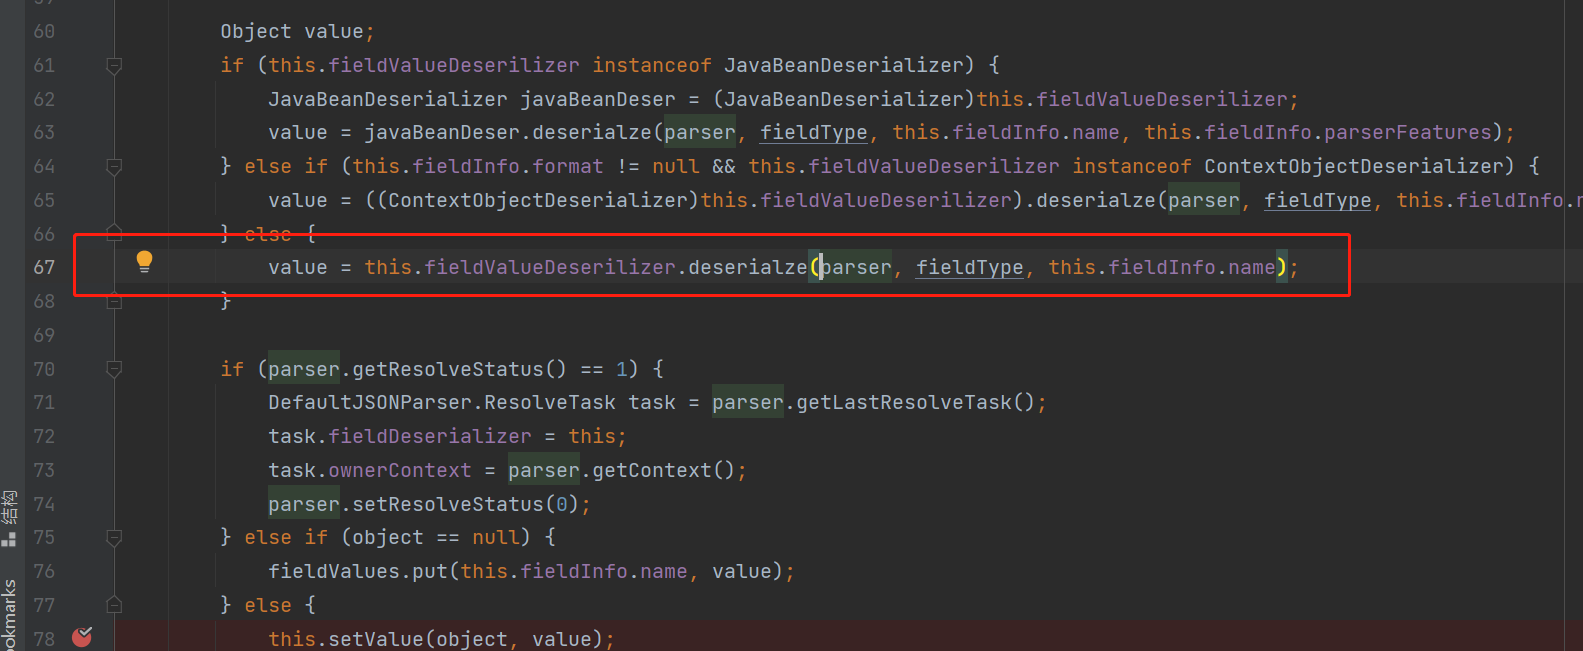 60 Object value;
61 if (this.fieldValueDeserilizer instanceof JavaBeanDeserializer) {
62 JavaBeanDeserializer javaBeanDeser = (JavaBeanDeserializer)this.fieldValueDeserilizer;
63 value = javaBeanDeser.deserialze(parser, fieldType, this.fieldInfo.name, this.fieldInfo.parserFeatures);
64 } else if (this.fieldInfo.format != null && this.fieldValueDeserilizer instanceof ContextObjectDeserializer) {
65 value = ((ContextObjectDeserializer)this.fieldValueDeserilizer).deserialze(parser, fieldType, this.fieldInfo.
66 } else {
67 value = this.fieldValueDeserilizer.deserialze(parser, fieldType, this.fieldInfo.name);
68 }
69
70 if (parser.getResolveStatus() == 1) {
71 DefaultJSONParser.ResolveTask task = parser.getLastResolveTask();
72 task.fieldDeserializer = this;
73 task.ownerContext = parser.getContext();
74 parser.setResolveStatus(0);
75 } else if (object == null) {
76 fieldValues.put(this.fieldInfo.name, value);
77 } else {
78 this.setValue(object, value);
结构
okmarks